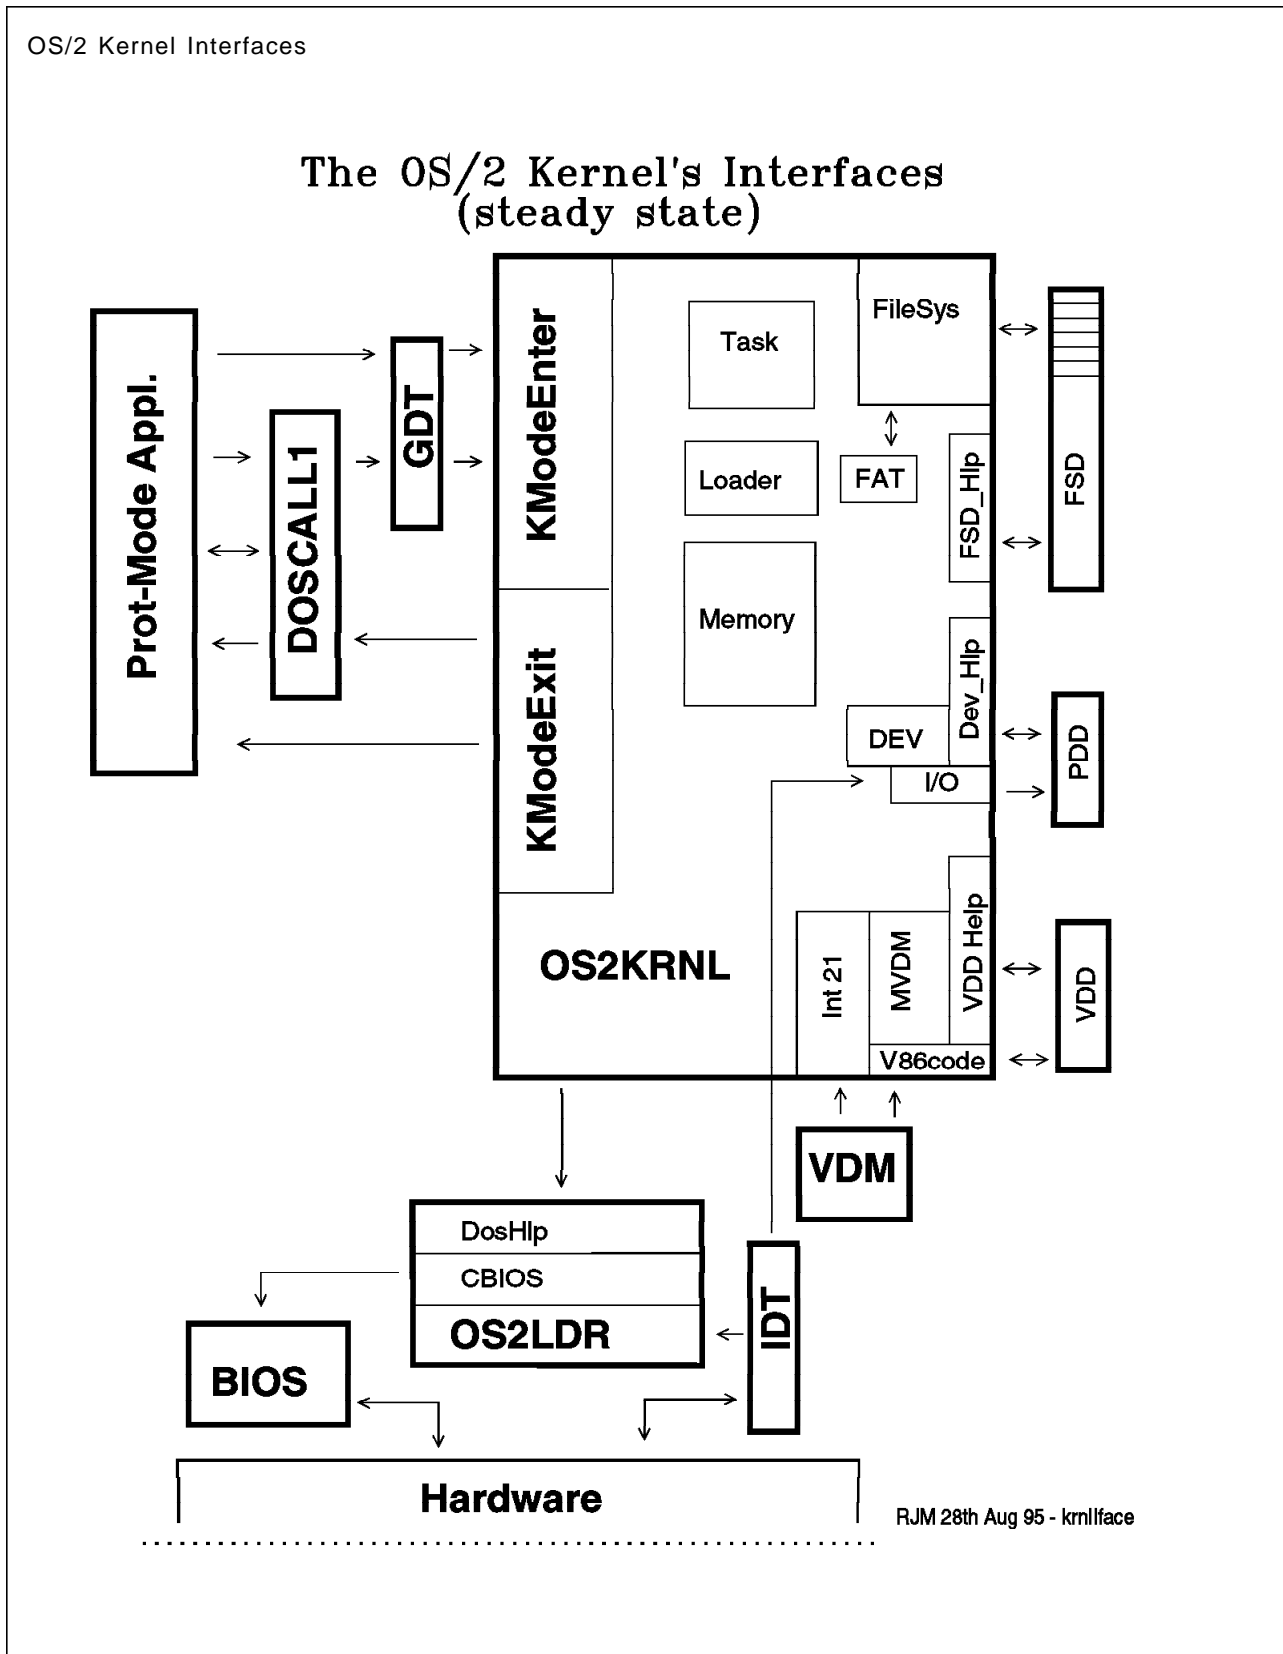 OS/2 Kernel Interfaces
The OS/2 Kernel's Interfaces
(steady state)
Prot-Mode Appl.
DOSCALL1
GDT
KModeEnter
KModeExit
Task
Loader
Memory
FileSys
FAT
FSD_Hlp
FSD
Dev_Hlp
DEV
I/O
PDD
OS2KRNL
Int 21
MVDM
VDD Help
V86code
VDD
VDM
DosHlp
CBIOS
OS2LDR
IDT
BIOS
Hardware
RJM 28th Aug 95 - krnlIface